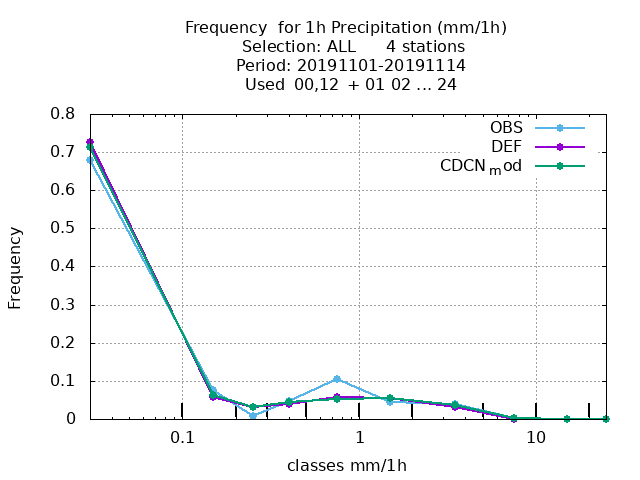 Frequency  for 1h Precipitation (mm/1h)
Selection: ALL      4 stations
Period: 20191101-20191114
Used  00,12  + 01 02 ... 24
OBS
DEF
CDCN_mod
0.8
0.7
0.6
0.5
0.4
0.3
0.2
0.1
0
Frequency
0.1 1 10
classes mm/1h